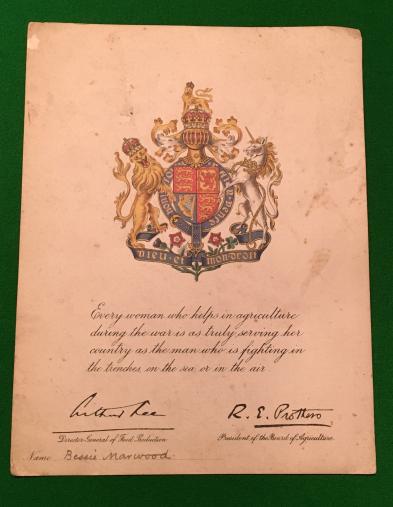 DIEU·ET MON·DROIT
Every woman who helps in agriculture
during the war is as truly serving her
country as the man who is fighting in
the trenches, on the sea, or in the air
Arthur Lee
R. E. Prothero
Director-General of Food Production
President of the Board of Agriculture.
Name Bessie Marwood.